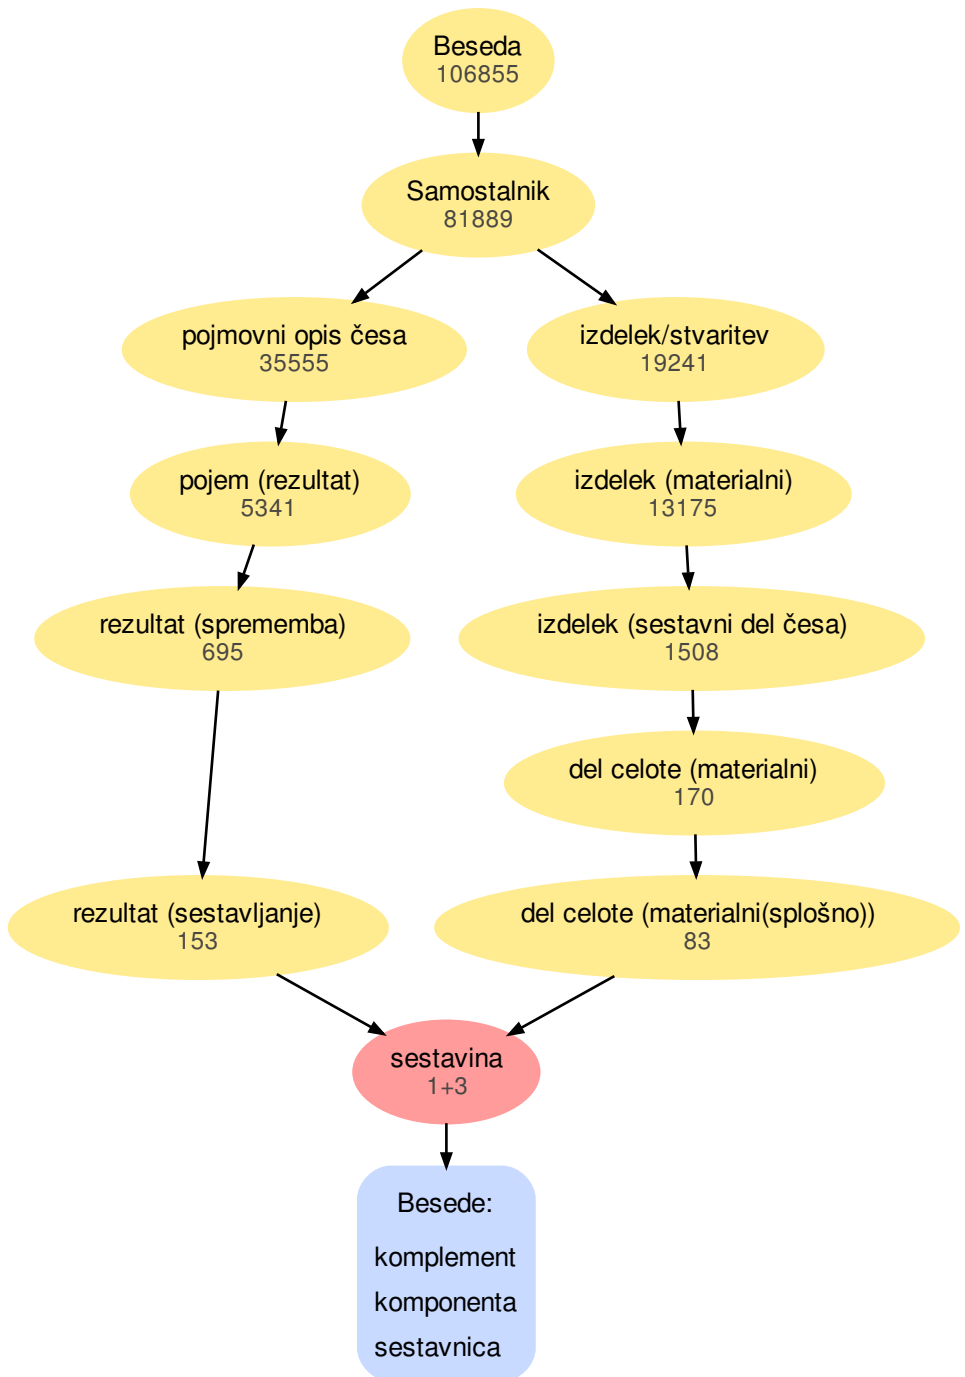 Beseda
106855
Samostalnik
81889
pojmovni opis česa
35555
izdelek/stvaritev
19241
pojem (rezultat)
5341
izdelek (materialni)
13175
rezultat (sprememba)
695
izdelek (sestavni del česa)
1508
del celote (materialni)
170
rezultat (sestavljanje)
153
del celote (materialni(splošno))
83
sestavina
1+3
Besede:
komplement
komponenta
sestavnica